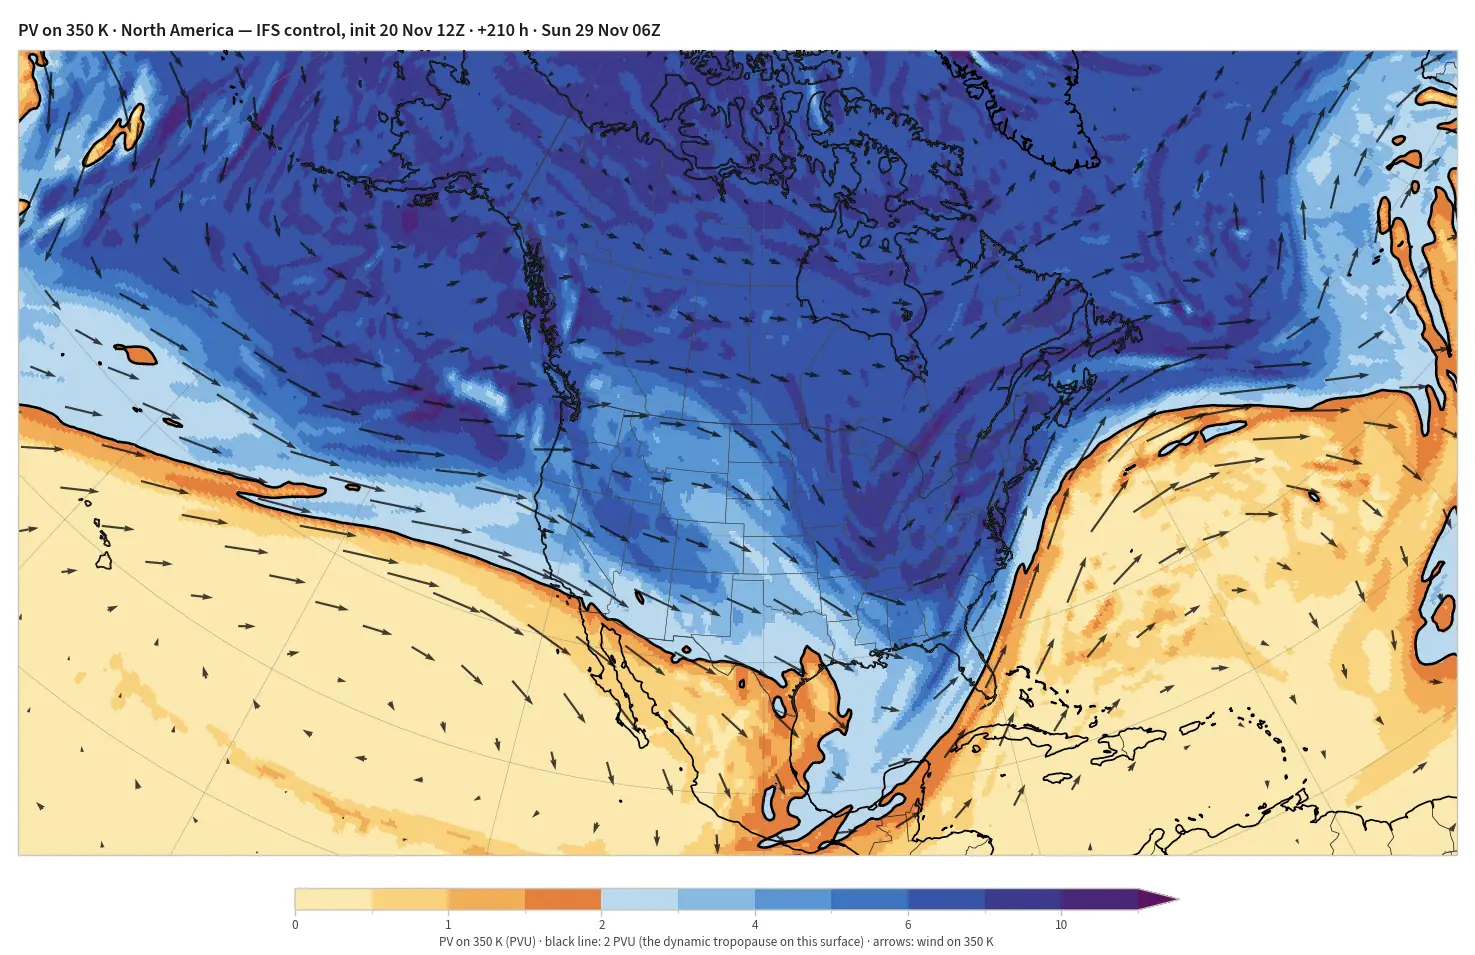 PV on 350 K · North America — IFS control, init 20 Nov 12Z · +210 h · Sun 29 Nov 06Z
0 1 2 4 6 10
PV on 350 K (PVU) · black line: 2 PVU (the dynamic tropopause on this surface) · arrows: wind on 350 K